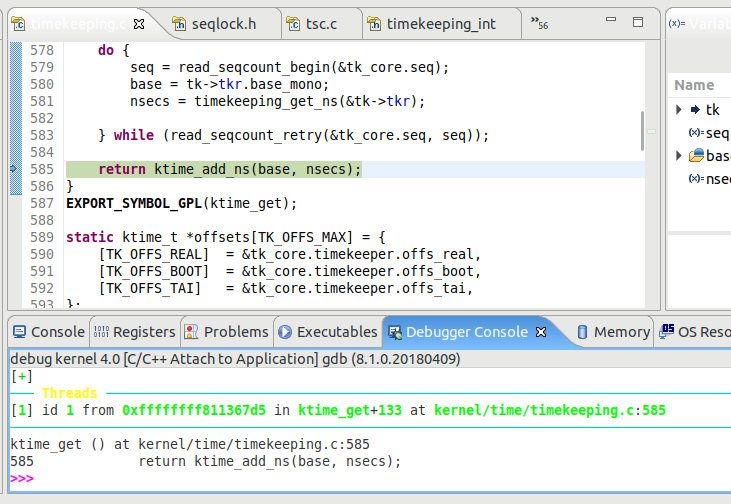 timekeeping.c
seqlock.h
tsc.c
timekeeping_int
»56
(x)= Variab
578 do {
579 seq = read_seqcount_begin(&tk_core.seq);
580 base = tk->tkr.base_mono;
581 nsecs = timekeeping_get_ns(&tk->tkr);
582
583 } while (read_seqcount_retry(&tk_core.seq, seq));
584
585 return ktime_add_ns(base, nsecs);
586 }
587 EXPORT_SYMBOL_GPL(ktime_get);
588
589 static ktime_t *offsets[TK_OFFS_MAX] = {
590 [TK_OFFS_REAL] = &tk_core.timekeeper.offs_real,
591 [TK_OFFS_BOOT] = &tk_core.timekeeper.offs_boot,
592 [TK_OFFS_TAI] = &tk_core.timekeeper.offs_tai,
593 };
Name
tk
(x)= seq
bas
(x)= nse
Console
Registers
Problems
Executables
Debugger Console
Memory
OS Reso
debug kernel 4.0 [C/C++ Attach to Application] gdb (8.1.0.20180409)
[+]
Threads
[1] id 1 from 0xffffffff811367d5 in ktime_get+133 at kernel/time/timekeeping.c:585
ktime_get () at kernel/time/timekeeping.c:585
585 return ktime_add_ns(base, nsecs);
>>>